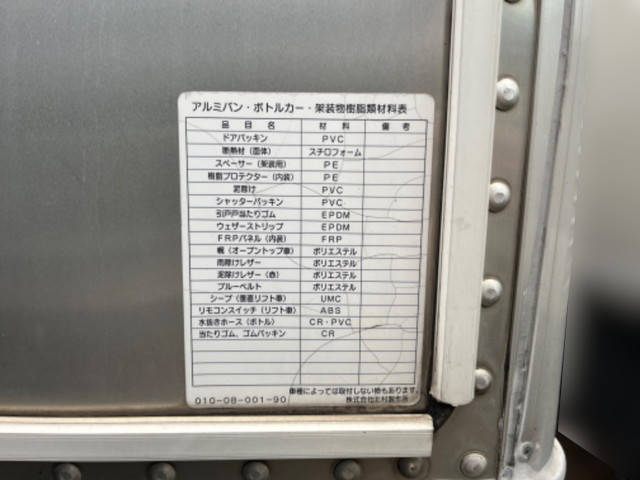 アルミバン・ボトルカー・架装物樹脂類材料表
品目名 材料 備考
ドアパッキン PVC
断熱材（面体） スチロフォーム
スペーサー（架装用） PE
樹脂プロテクター（内装） PE
泥除け PVC
シャッターパッキン PVC
引戸戸当たりゴム EPDM
ウェザーストリップ EPDM
FRPパネル（内装） FRP
幌（オープントップ車） ポリエステル
雨除けレザー ポリエステル
泥除けレザー（赤） ポリエステル
ブルーベルト ポリエステル
シーブ（垂直リフト車） UMC
リモコンスイッチ（リフト車） ABS
水抜きホース（ボトル） CR・PVC
当たりゴム、ゴムパッキン CR
車種によっては取付しない物もあります。
010-08-001-90 株式会社北村製作所